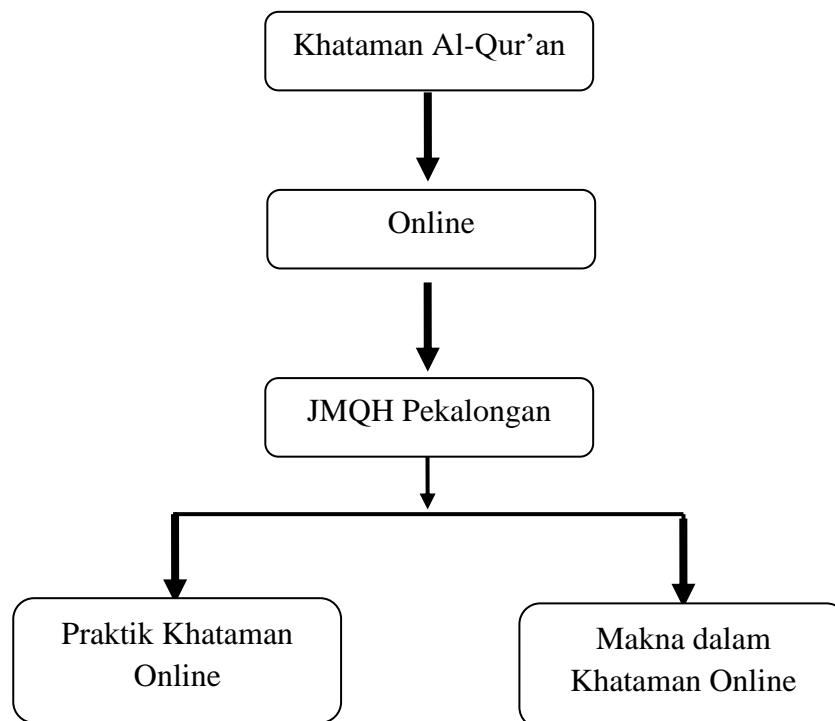 Khataman Al-Qur’an
Online
JMQH Pekalongan
Praktik Khataman
Online
Makna dalam
Khataman Online